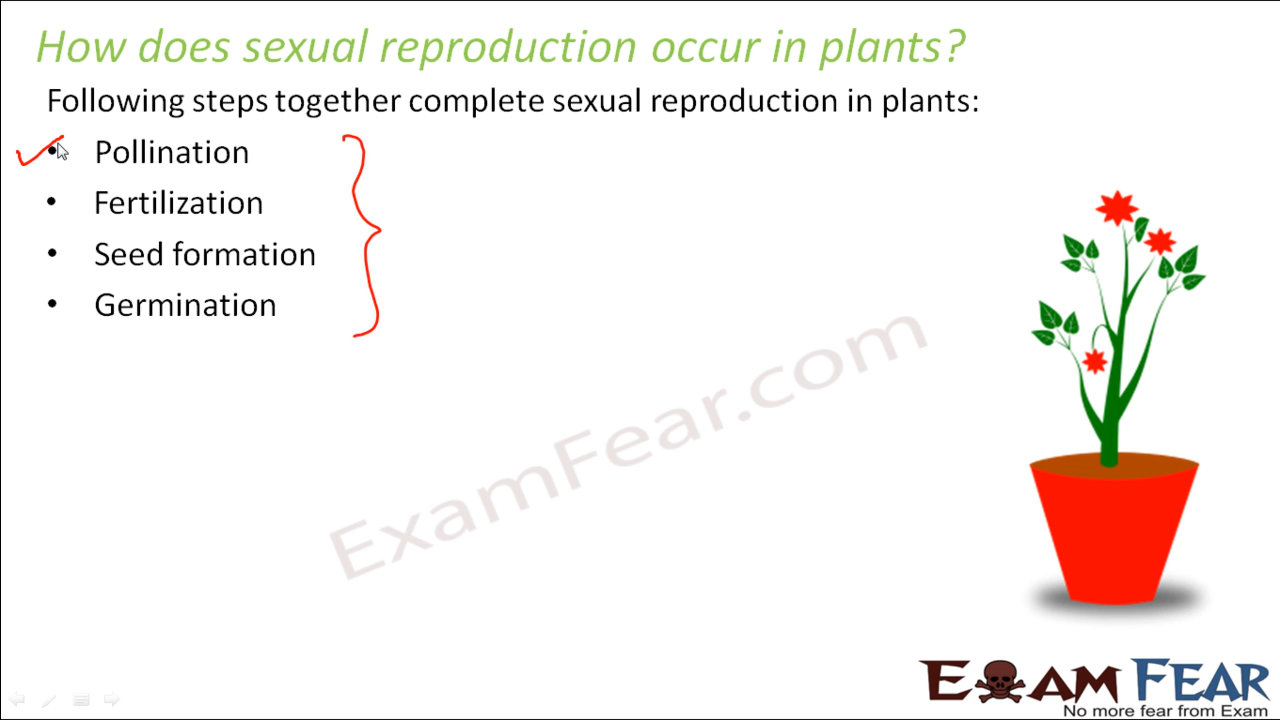 How does sexual reproduction occur in plants?
Following steps together complete sexual reproduction in plants:
• Pollination
• Fertilization
• Seed formation
• Germination
ExamFear.com
EXAM FEAR
No more fear from Exam